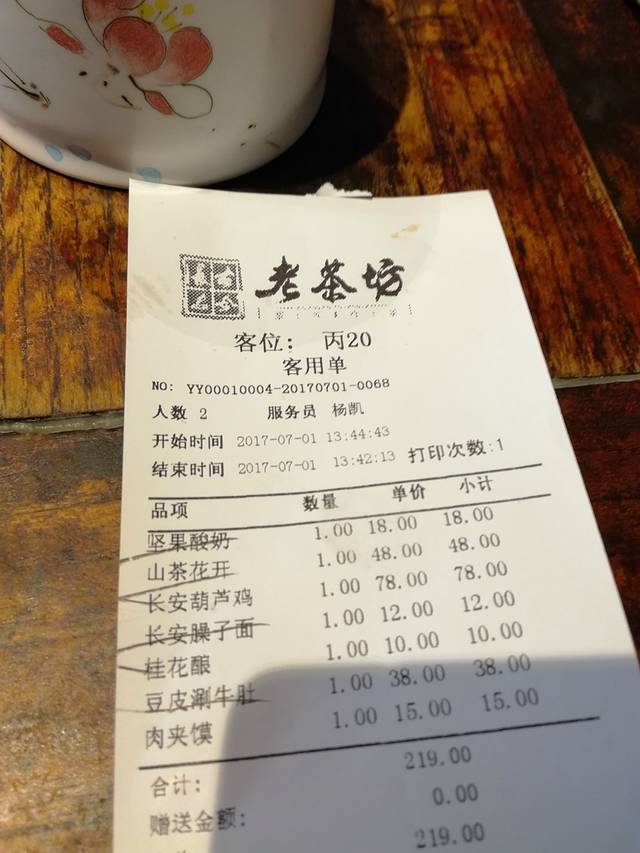 老茶坊
客位： 丙20
客用单
NO: YY00010004-20170701-0068
人数 2 服务员 杨凯
开始时间 2017-07-01 13:44:43
结束时间 2017-07-01 13:42:13 打印次数:1
品项 数量 单价 小计
坚果酸奶 1.00 18.00 18.00
山茶花开 1.00 48.00 48.00
长安葫芦鸡 1.00 78.00 78.00
长安臊子面 1.00 12.00 12.00
桂花酿 1.00 10.00 10.00
豆皮涮牛肚 1.00 38.00 38.00
肉夹馍 1.00 15.00 15.00
合计: 219.00
赠送金额: 0.00
219.00